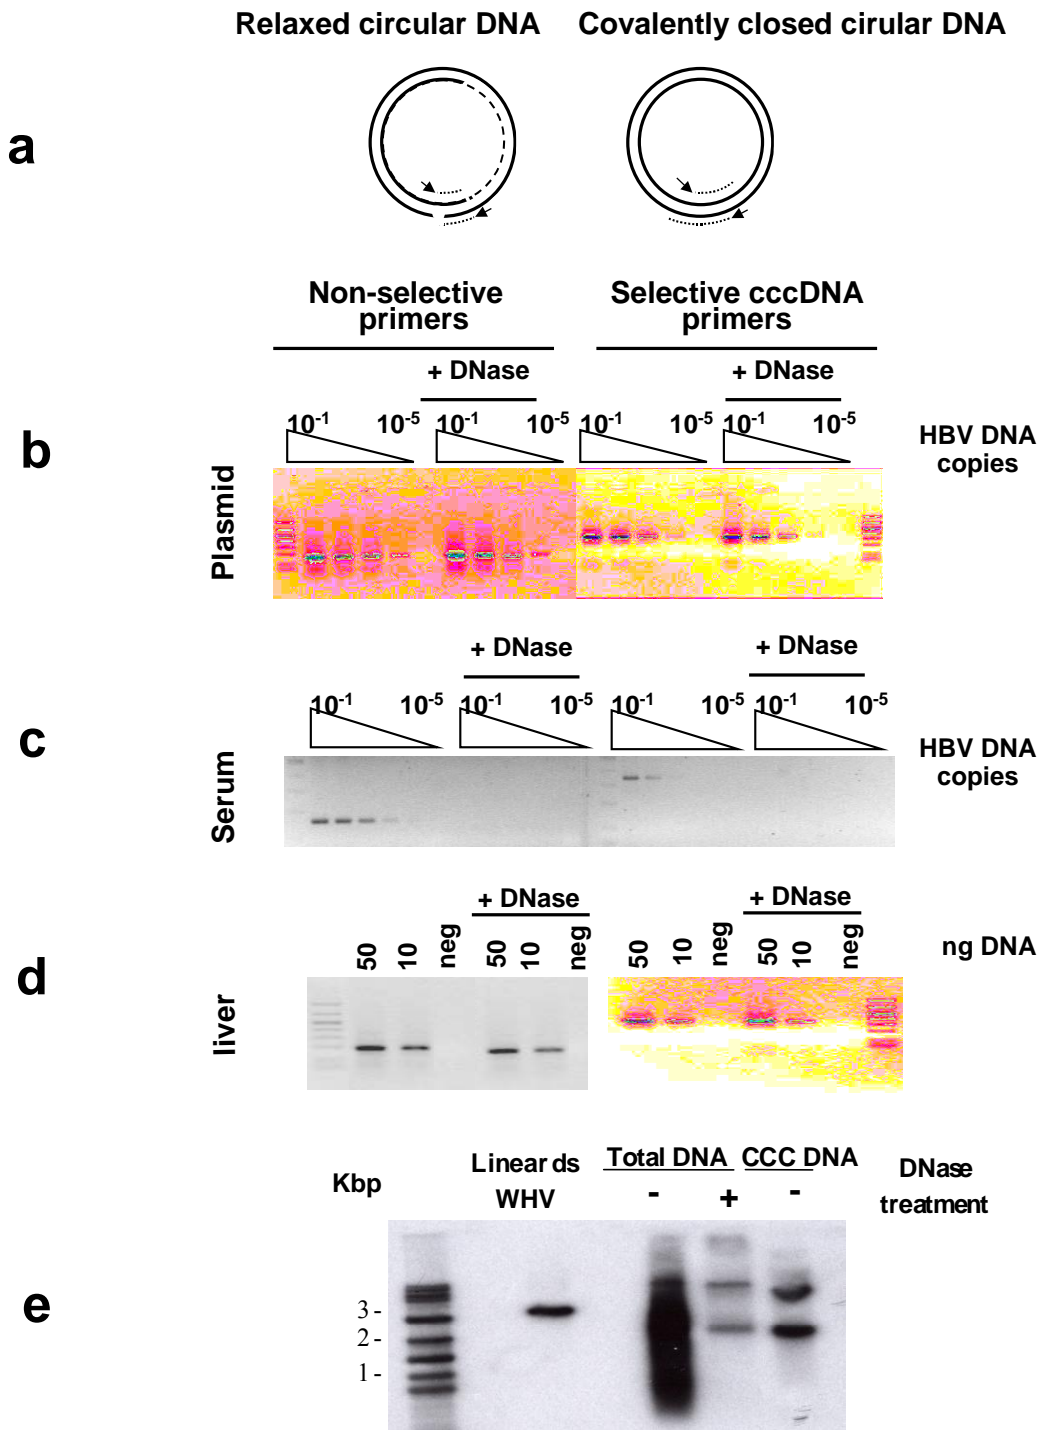 Relaxed circular DNA Covalently closed cirular DNA
a
Non-selective primers
Selective cccDNA primers
+ DNase + DNase
10-1 10-5 10-1 10-5 10-1 10-5 10-1 10-5
b
HBV DNA copies
Plasmid
+ DNase + DNase
10-1 10-5 10-1 10-5 10-1 10-5 10-1 10-5
c
HBV DNA copies
Serum
+ DNase + DNase
50 10 neg 50 10 neg 50 10 neg 50 10 neg
ng DNA
d
liver
Kbp
Linear ds WHV
Total DNA CCC DNA
- + -
DNase treatment
e
3 -
2 -
1 -